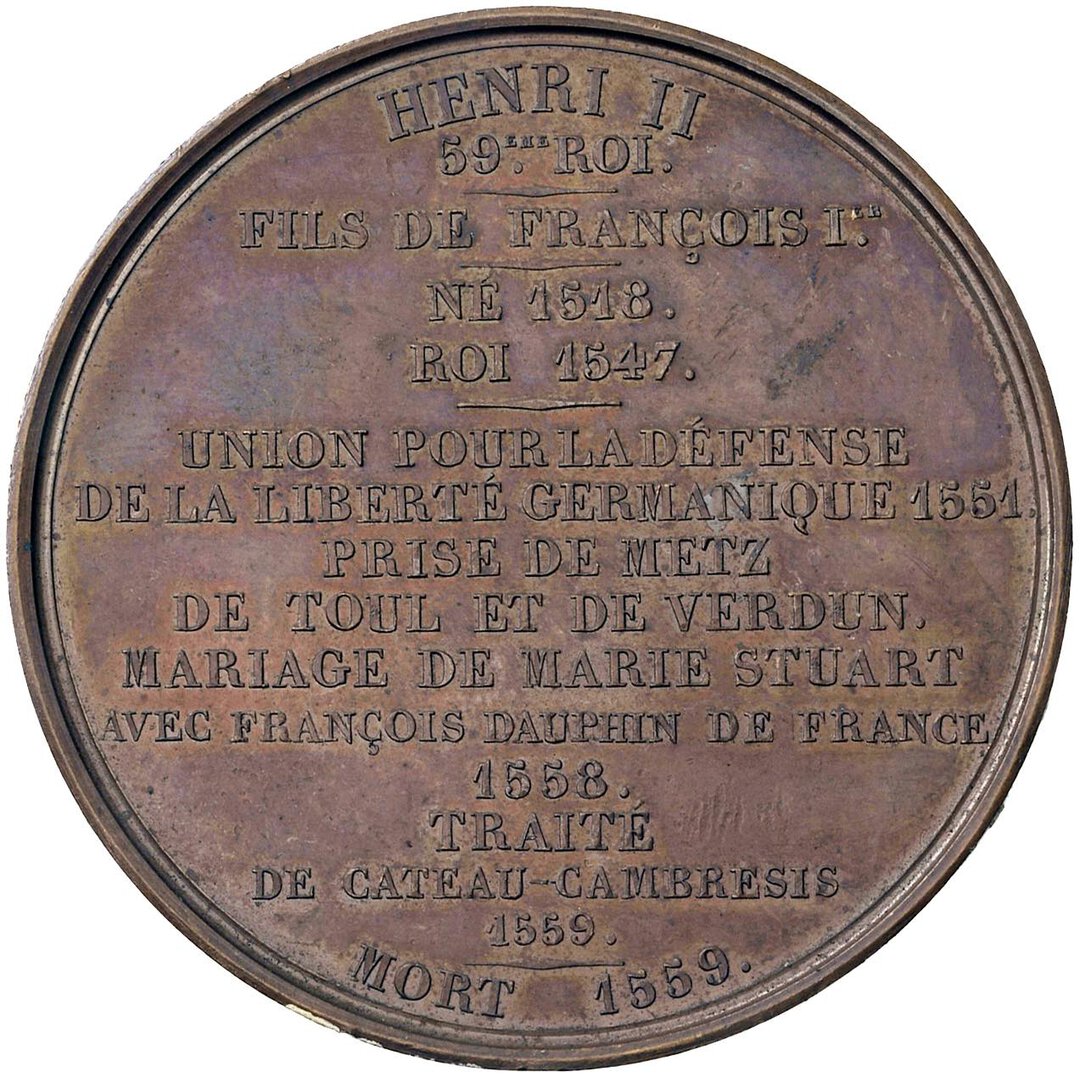 HENRI II
59.EME ROI.
FILS DE FRANÇOIS I.ER
NÉ 1518.
ROI 1547.
UNION POUR LA DÉFENSE
DE LA LIBERTÉ GERMANIQUE 1551.
PRISE DE METZ
DE TOUL ET DE VERDUN.
MARIAGE DE MARIE STUART
AVEC FRANÇOIS DAUPHIN DE FRANCE
1558.
TRAITÉ
DE CATEAU-CAMBRESIS
1559.
MORT 1559.